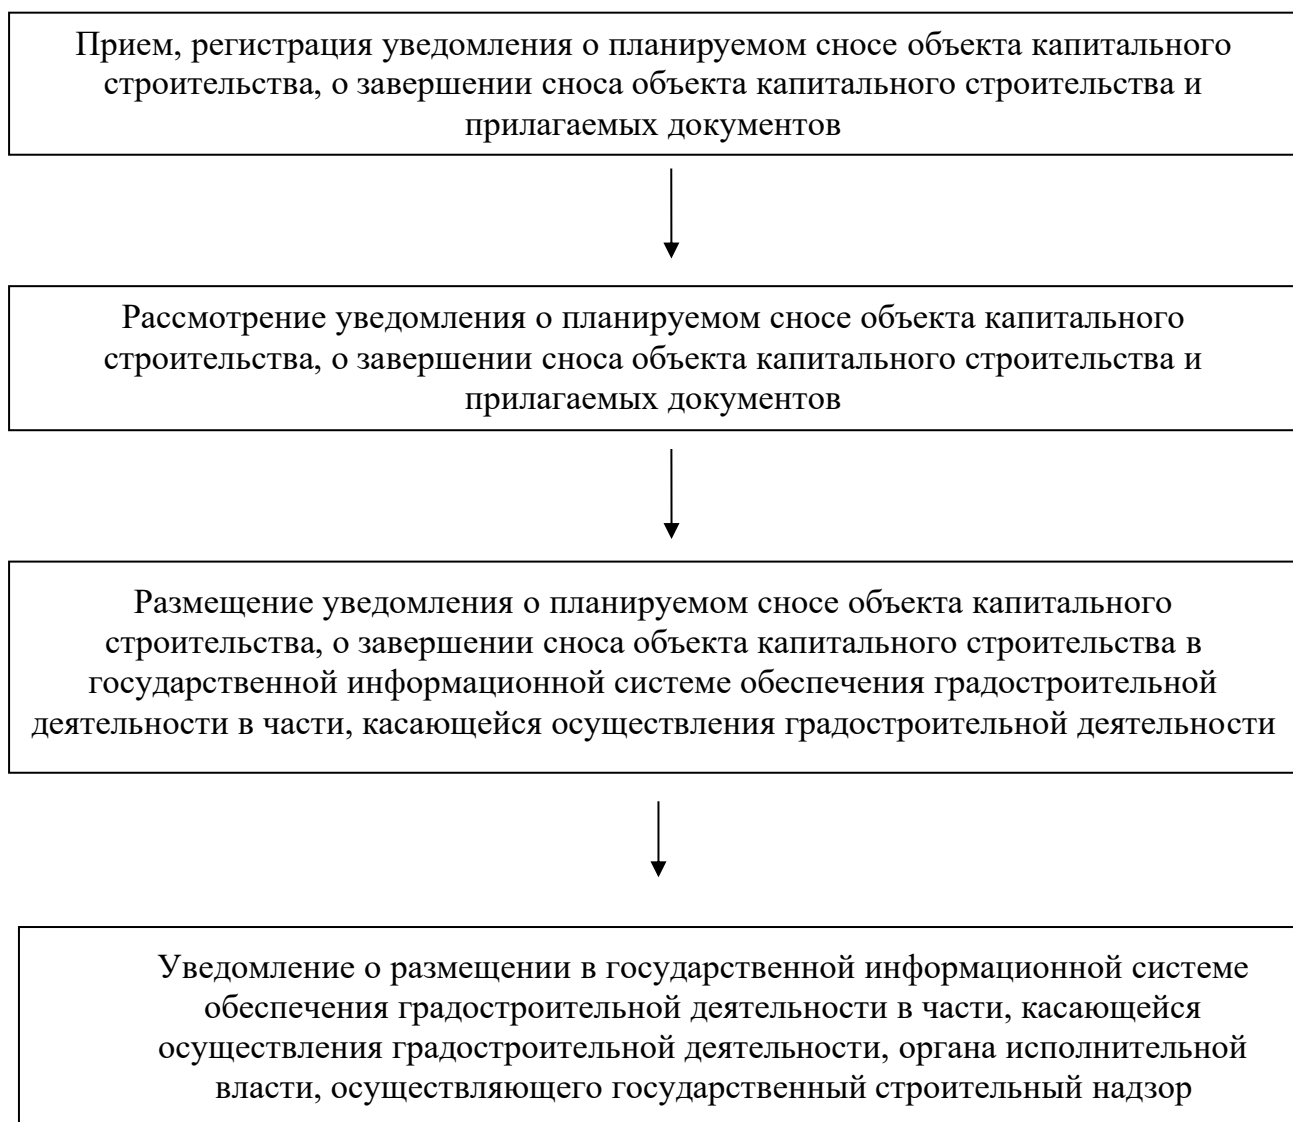 Прием, регистрация уведомления о планируемом сносе объекта капитального
строительства, о завершении сноса объекта капитального строительства и
прилагаемых документов
Рассмотрение уведомления о планируемом сносе объекта капитального
строительства, о завершении сноса объекта капитального строительства и
прилагаемых документов
Размещение уведомления о планируемом сносе объекта капитального
строительства, о завершении сноса объекта капитального строительства в
государственной информационной системе обеспечения градостроительной
деятельности в части, касающейся осуществления градостроительной деятельности
Уведомление о размещении в государственной информационной системе
обеспечения градостроительной деятельности в части, касающейся
осуществления градостроительной деятельности, органа исполнительной
власти, осуществляющего государственный строительный надзор